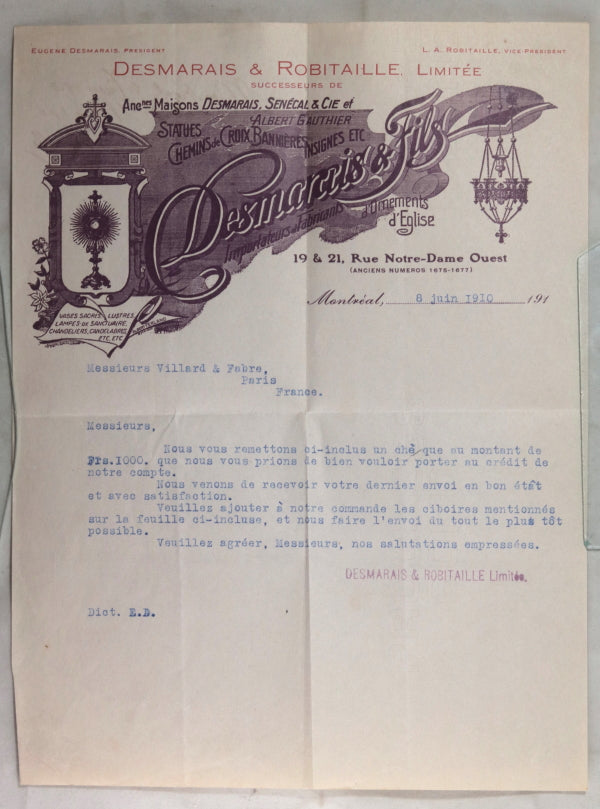 EUGENE DESMARAIS, PRESIDENT
L. A. ROBITAILLE, VICE-PRESIDENT
DESMARAIS & ROBITAILLE, LIMITÉE
SUCCESSEURS DE
Ancnes Maisons DESMARAIS, SENÉCAL & CIE et
ALBERT GAUTHIER
STATUES
CHEMINS de CROIX, BANNIÈRES INSIGNES ETC
Desmarais & Fils
Importateurs et fabricants d'Ornements
d'Eglise
19 & 21, Rue Notre-Dame Ouest
(ANCIENS NUMEROS 1675-1677)
VASES SACRES, LUSTRES,
LAMPES DE SANCTUAIRE,
CHANDELIERS, CANDELABRES
ETC, ETC
Montréal, 8 juin 1910 191
Messieurs Villard & Fabre,
Paris
France.
Messieurs,
Nous vous remettons ci-inclus un chèque au montant de
Frs.1000. que nous vous prions de bien vouloir porter au crédit de
notre compte.
Nous venons de recevoir votre dernier envoi en bon état
et avec satisfaction.
Veuillez ajouter à notre commande les ciboires mentionnés
sur la feuille ci-incluse, et nous faire l'envoi du tout le plus tôt
possible.
Veuillez agréer, Messieurs, nos salutations empressées.
DESMARAIS & ROBITAILLE Limitée.
Dict. E.D.